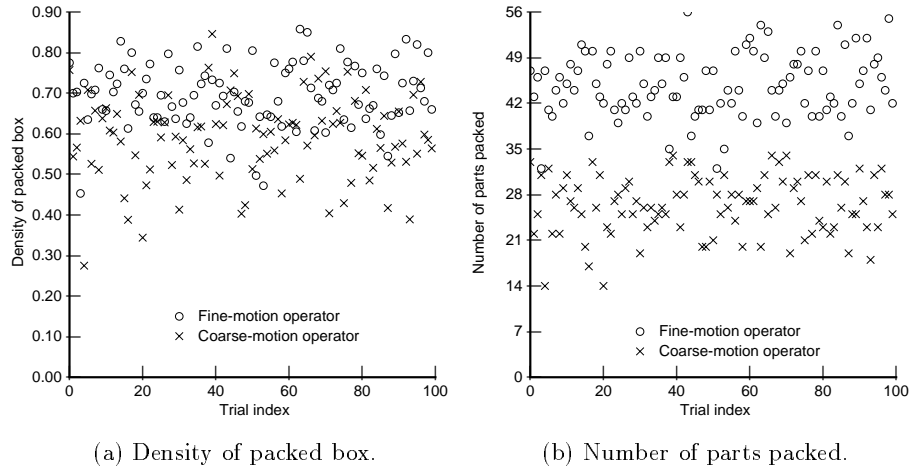 0.90
0.80
0.70
0.60
0.50
0.40
0.30
0.20
0.10
0.00
Density of packed box
Fine-motion operator
Coarse-motion operator
0 20 40 60 80 100
Trial index
(a) Density of packed box.
56
49
42
35
28
21
14
7
0
Number of parts packed
Fine-motion operator
Coarse-motion operator
0 20 40 60 80 100
Trial index
(b) Number of parts packed.